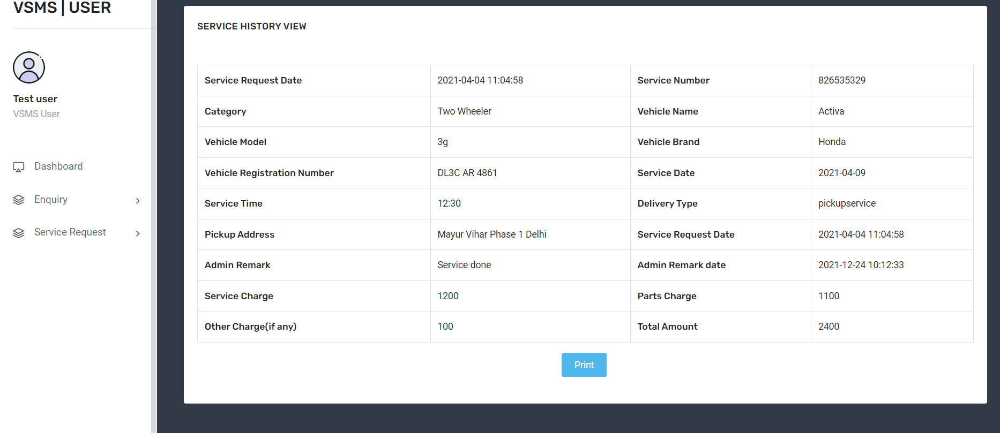 VSMS | USER
Test user
VSMS User
Dashboard
Enquiry
Service Request
SERVICE HISTORY VIEW
Service Request Date 2021-04-04 11:04:58 Service Number 826535329
Category Two Wheeler Vehicle Name Activa
Vehicle Model 3g Vehicle Brand Honda
Vehicle Registration Number DL3C AR 4861 Service Date 2021-04-09
Service Time 12:30 Delivery Type pickupservice
Pickup Address Mayur Vihar Phase 1 Delhi Service Request Date 2021-04-04 11:04:58
Admin Remark Service done Admin Remark date 2021-12-24 10:12:33
Service Charge 1200 Parts Charge 1100
Other Charge(if any) 100 Total Amount 2400
Print